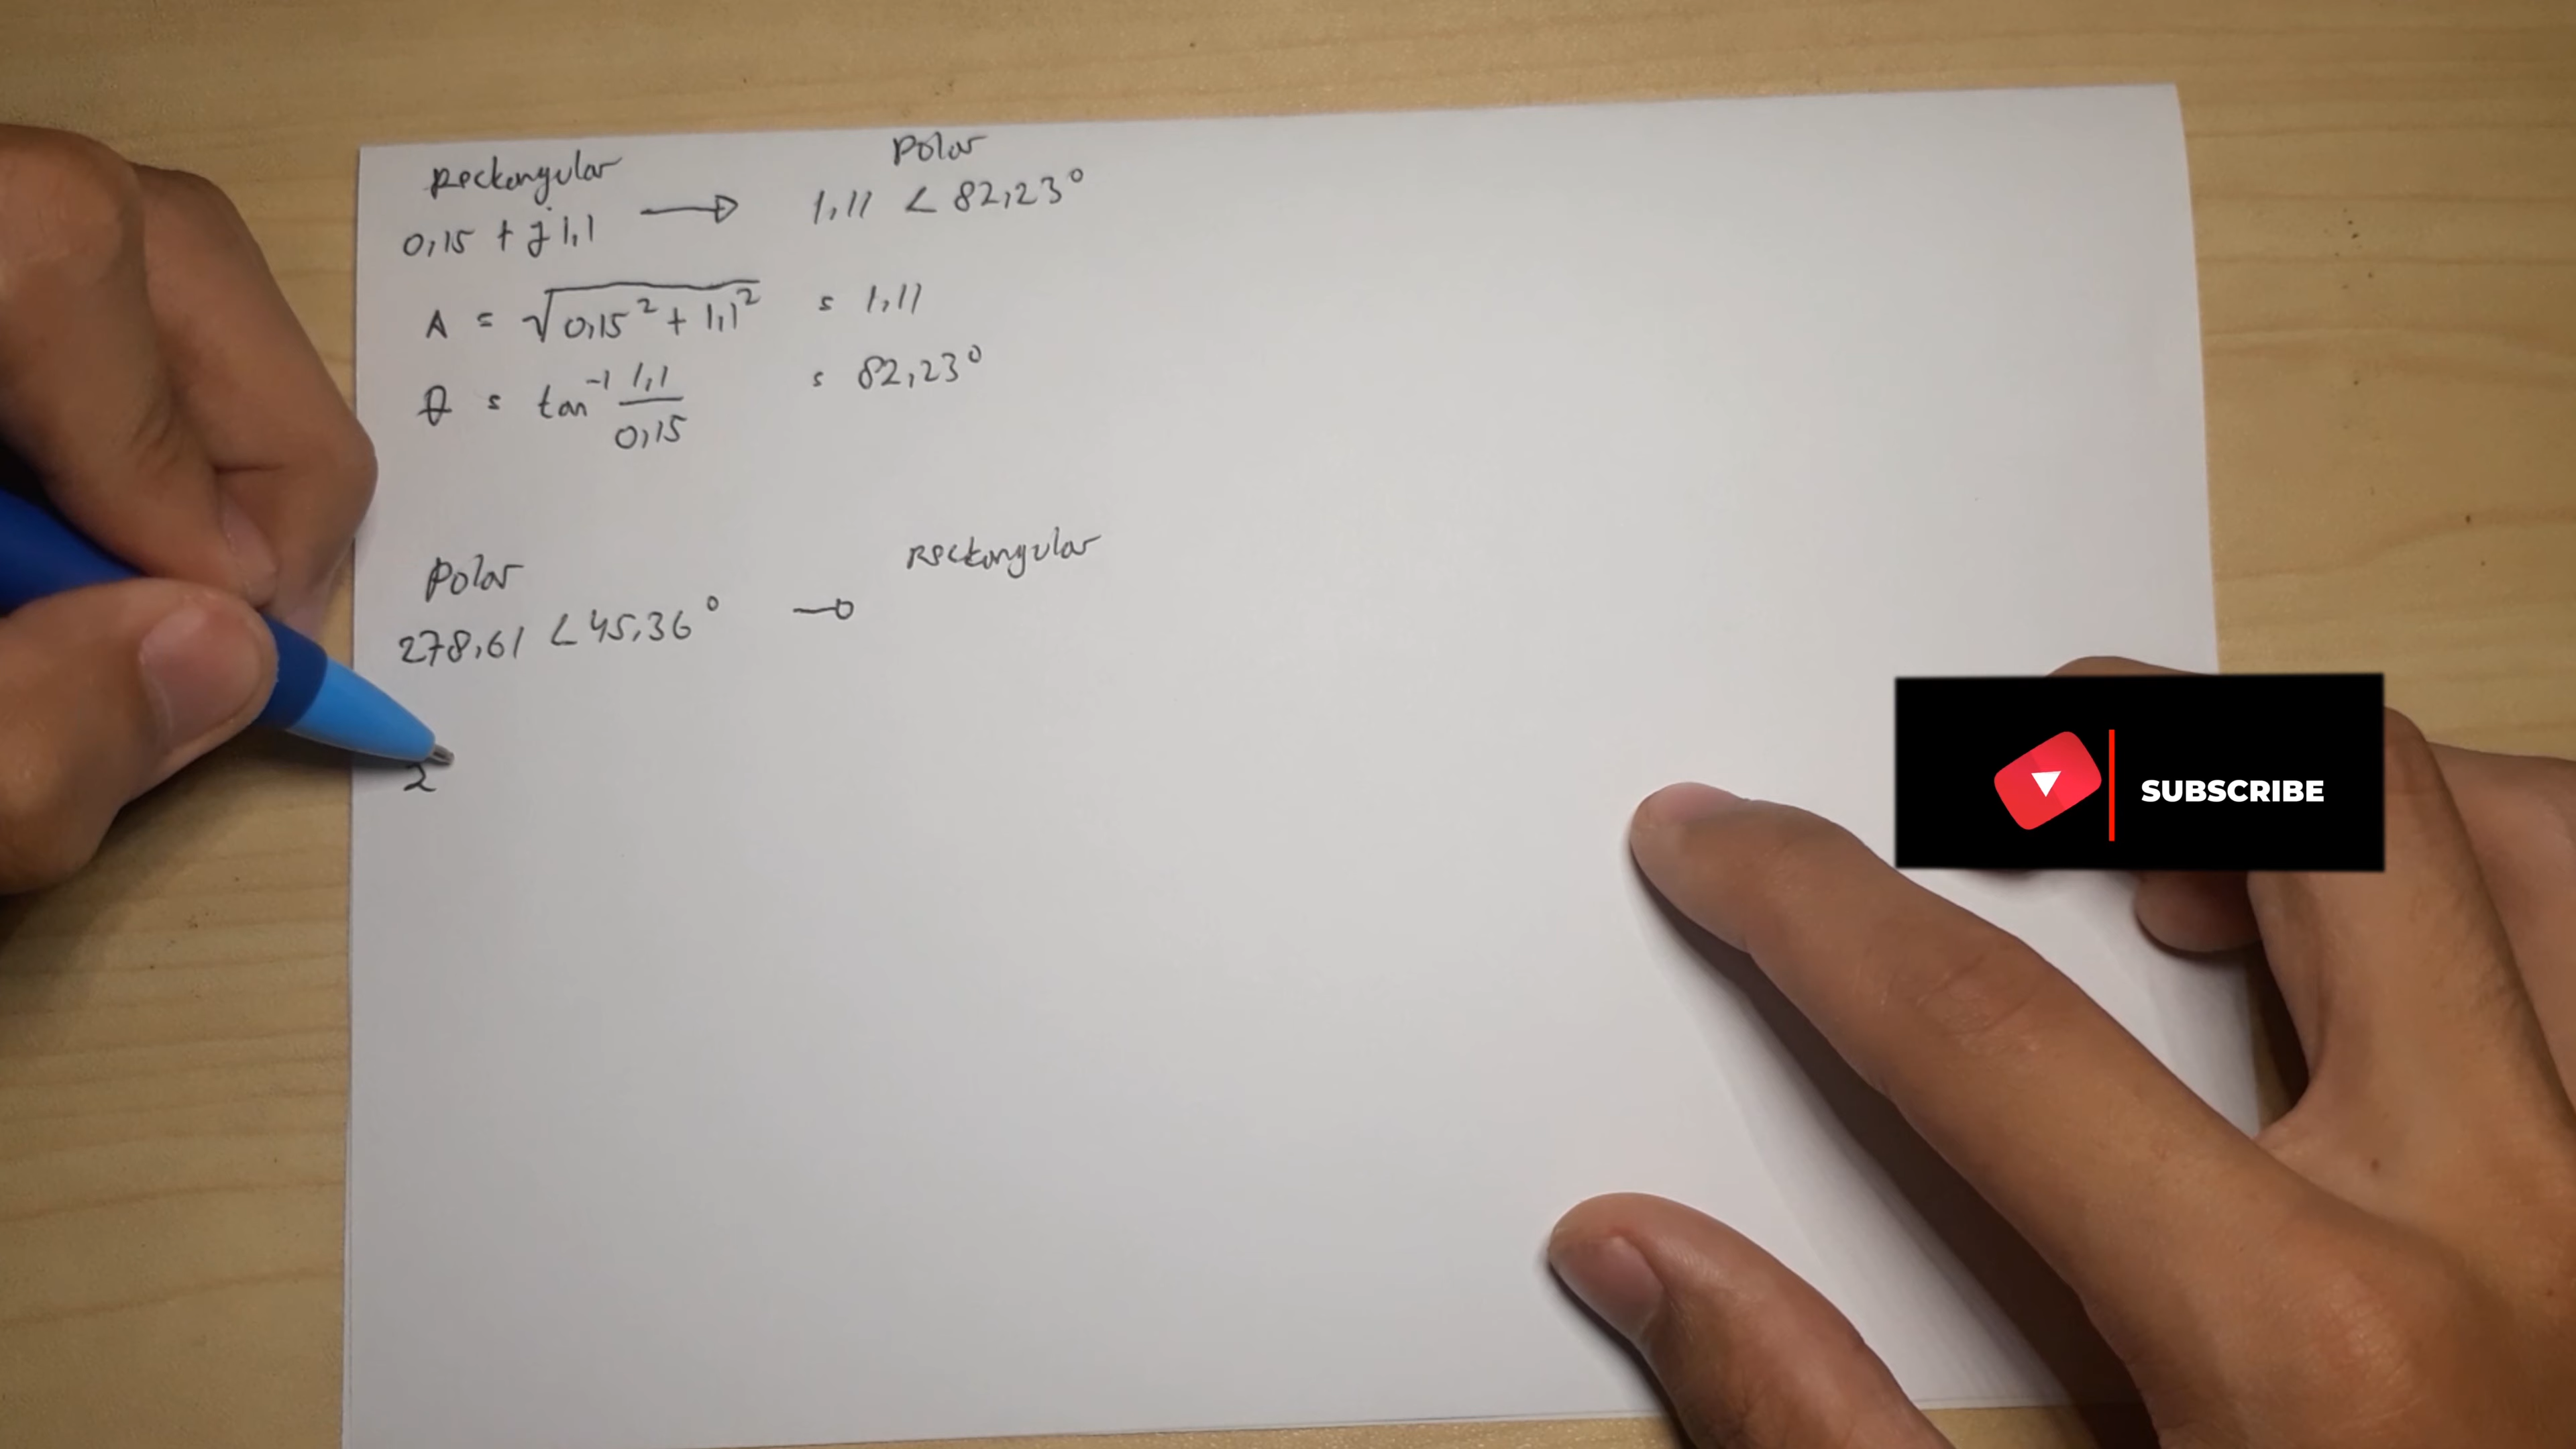 Rectangular Polar
0,15 + j1,1 → 1,11 < 82,23°
A = √0,15² + 1,1² = 1,11
θ = tan⁻¹ 1,1/0,15 = 82,23°
Polar Rectangular
278,61 < 45,36° →
2
SUBSCRIBE